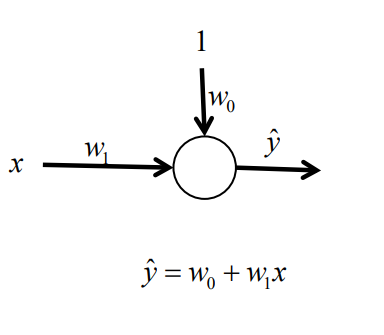 1
w₀
x
w₁
ŷ
ŷ = w₀ + w₁x